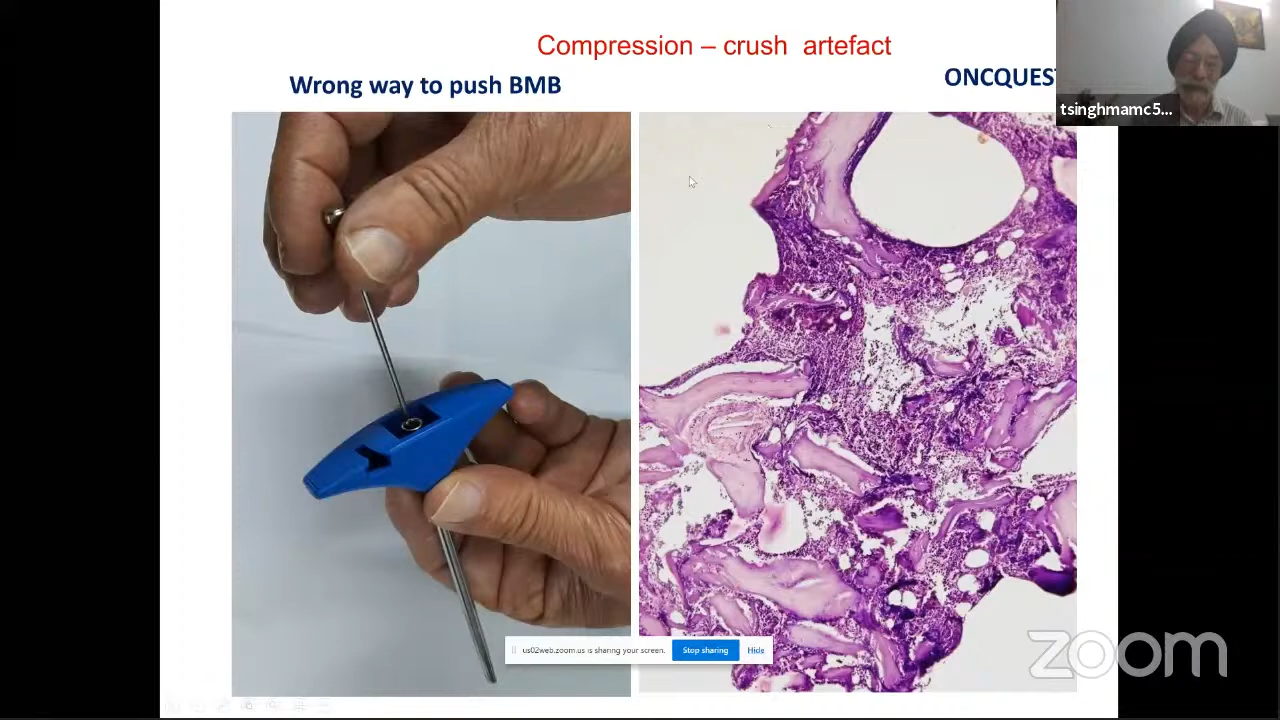 Compression – crush artefact
Wrong way to push BMB
ONCQUES
tsinghmamc5...
us02web.zoom.us is sharing your screen.
Stop sharing
Hide
zoom